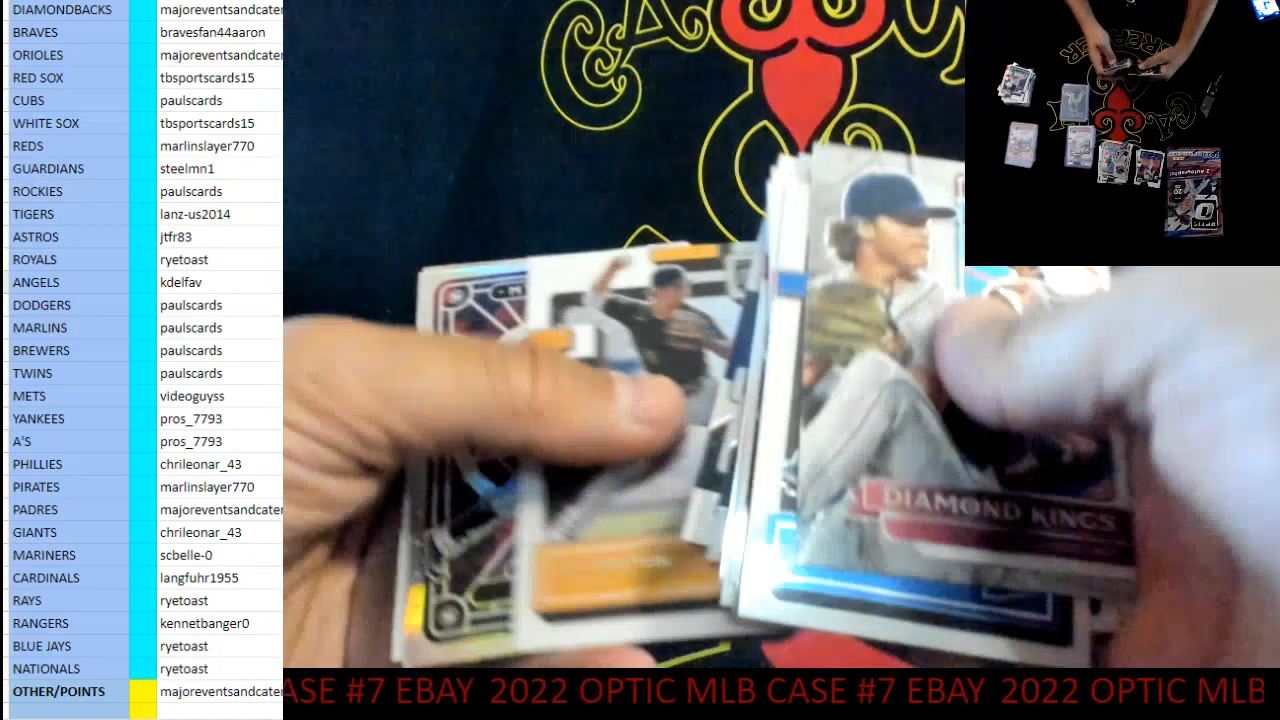 DIAMONDBACKS majoreventsandcater
BRAVES bravesfan44aaron
ORIOLES majoreventsandcater
RED SOX tbsportscards15
CUBS paulscards
WHITE SOX tbsportscards15
REDS marlinslayer770
GUARDIANS steelmn1
ROCKIES paulscards
TIGERS lanz-us2014
ASTROS jtfr83
ROYALS ryetoast
ANGELS kdelfav
DODGERS paulscards
MARLINS paulscards
BREWERS paulscards
TWINS paulscards
METS videoguyss
YANKEES pros_7793
A'S pros_7793
PHILLIES chrileonar_43
PIRATES marlinslayer770
PADRES majoreventsandcater
GIANTS chrileonar_43
MARINERS scbelle-0
CARDINALS langfuhr1955
RAYS ryetoast
RANGERS kennetbanger0
BLUE JAYS ryetoast
NATIONALS ryetoast
OTHER/POINTS majoreventsandcater
DIAMOND KINGS
CASE #7 EBAY 2022 OPTIC MLB CASE #7 EBAY 2022 OPTIC MLB